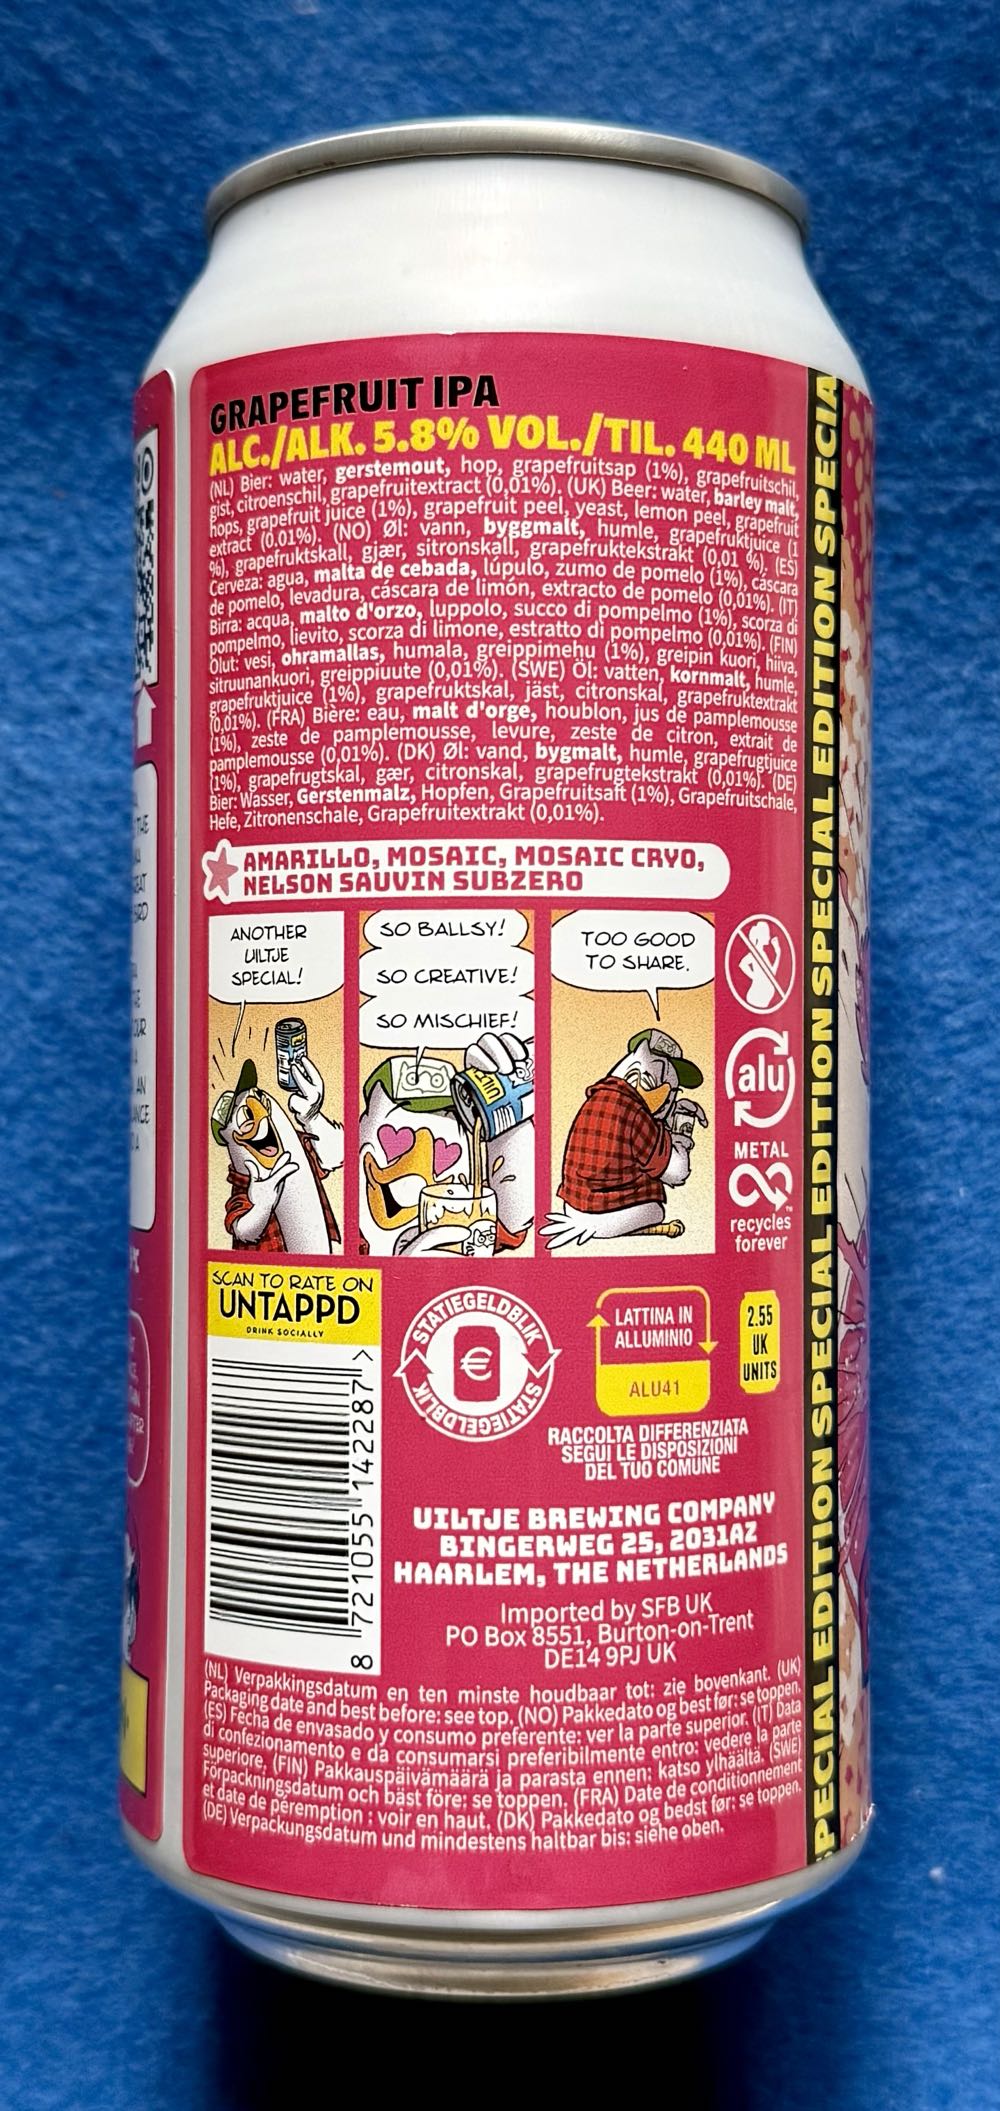 GRAPEFRUIT IPA
ALC./ALK. 5.8% VOL./TIL. 440 ML
(NL) Bier: water, gerstemout, hop, grapefruitsap (1%), grapefruitschil,
gist, citroenschil, grapefruitextract (0,01%). (UK) Beer: water, barley malt,
hops, grapefruit juice (1%), grapefruit peel, yeast, lemon peel, grapefruit
extract (0.01%). (NO) Øl: vann, byggmalt, humle, grapefruktjuice (1
%), grapefruktskall, gjær, sitronskall, grapefruktekstrakt (0,01 %). (ES)
Cerveza: agua, malta de cebada, lúpulo, zumo de pomelo (1%), cáscara
de pomelo, levadura, cáscara de limón, extracto de pomelo (0,01%). (IT)
Birra: acqua, malto d'orzo, luppolo, succo di pompelmo (1%), scorza di
pompelmo, lievito, scorza di limone, estratto di pompelmo (0,01%). (FIN)
Olut: vesi, ohramallas, humala, greippimehu (1%), greipin kuori, hiiva,
sitruunankuori, greippiuute (0,01%). (SWE) Öl: vatten, kornmalt, humle,
grapefruktjuice (1%), grapefruktskal, jäst, citronskal, grapefruktextrakt
(0,01%). (FRA) Bière: eau, malt d'orge, houblon, jus de pamplemousse
(1%), zeste de pamplemousse, levure, zeste de citron, extrait de
pamplemousse (0,01%). (DK) Øl: vand, bygmalt, humle, grapefrugtjuice
(1%), grapefrugtskal, gær, citronskal, grapefrugtekstrakt (0,01%). (DE)
Bier: Wasser, Gerstenmalz, Hopfen, Grapefruitsaft (1%), Grapefruitschale,
Hefe, Zitronenschale, Grapefruitextrakt (0,01%).
AMARILLO, MOSAIC, MOSAIC CRYO,
NELSON SAUVIN SUBZERO
ANOTHER
UILTJE
SPECIAL!
SO BALLSY!
SO CREATIVE!
SO MISCHIEF!
TOO GOOD
TO SHARE.
alu
METAL
recycles
forever
SCAN TO RATE ON
UNTAPPD
DRINK SOCIALLY
8 721055 142287 >
STATIEGELDBLIK
€
STATIEGELDBLIK
LATTINA IN
ALLUMINIO
ALU41
2.55
UK
UNITS
RACCOLTA DIFFERENZIATA
SEGUI LE DISPOSIZIONI
DEL TUO COMUNE
UILTJE BREWING COMPANY
BINGERWEG 25, 2031AZ
HAARLEM, THE NETHERLANDS
Imported by SFB UK
PO Box 8551, Burton-on-Trent
DE14 9PJ UK
(NL) Verpakkingsdatum en ten minste houdbaar tot: zie bovenkant. (UK)
Packaging date and best before: see top. (NO) Pakkedato og best før: se toppen.
(ES) Fecha de envasado y consumo preferente: ver la parte superior. (IT) Data
di confezionamento e da consumarsi preferibilmente entro: vedere la parte
superiore. (FIN) Pakkauspäivämäärä ja parasta ennen: katso ylhäältä. (SWE)
Förpackningsdatum och bäst före: se toppen. (FRA) Date de conditionnement
et date de péremption : voir en haut. (DK) Pakkedato og bedst før: se toppen.
(DE) Verpackungsdatum und mindestens haltbar bis: siehe oben.
SPECIAL EDITION SPECIAL EDITION SPECIAL EDITION SPECIAL EDITION SPECIA